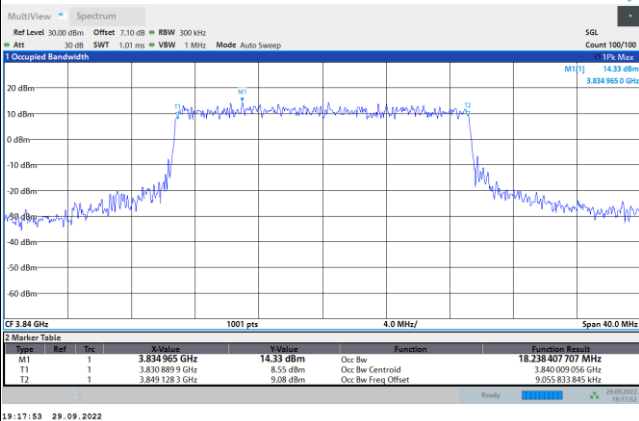 MultiView Spectrum
Ref Level 30.00 dBm Offset 7.10 dB RBW 300 kHz SGL
Att 30 dB SWT 1.01 ms VBW 1 MHz Mode Auto Sweep Count 100/100
1 Occupied Bandwidth 1Pk Max
M1[1] 14.33 dBm
3.834 965 0 GHz
20 dBm
M1
T1 T2
10 dBm
0 dBm
-10 dBm
-20 dBm
-30 dBm
-40 dBm
-50 dBm
-60 dBm
CF 3.84 GHz 1001 pts 4.0 MHz/ Span 40.0 MHz
2 Marker Table
Type Ref Trc X-Value Y-Value Function Function Result
M1 1 3.834 965 GHz 14.33 dBm Occ Bw 18.238 407 707 MHz
T1 1 3.830 889 9 GHz 8.55 dBm Occ Bw Centroid 3.840 009 056 GHz
T2 1 3.849 128 3 GHz 9.08 dBm Occ Bw Freq Offset 9.055 833 845 kHz
Ready 29.09.2022
19:17:52
19:17:53 29.09.2022